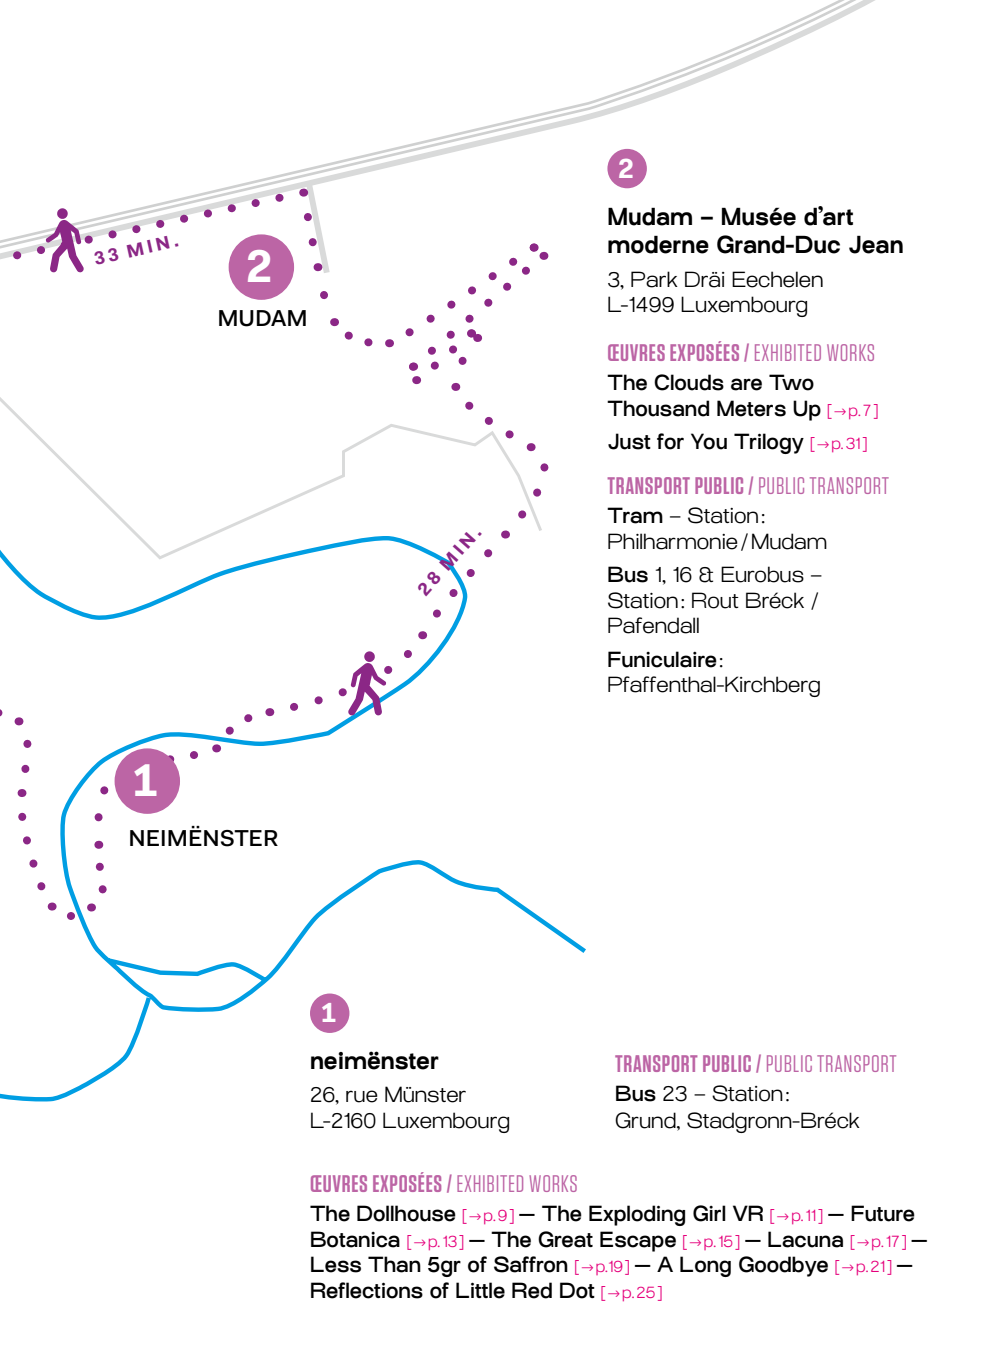 33 MIN.
2
MUDAM
28 MIN.
1
NEIMËNSTER
2
Mudam – Musée d’art
moderne Grand-Duc Jean
3, Park Dräi Eechelen
L-1499 Luxembourg
ŒUVRES EXPOSÉES / EXHIBITED WORKS
The Clouds are Two
Thousand Meters Up [→p.7]
Just for You Trilogy [→p.31]
TRANSPORT PUBLIC / PUBLIC TRANSPORT
Tram – Station:
Philharmonie/Mudam
Bus 1, 16 & Eurobus –
Station: Rout Bréck /
Pafendall
Funiculaire:
Pfaffenthal-Kirchberg
1
neimënster
26, rue Münster
L-2160 Luxembourg
TRANSPORT PUBLIC / PUBLIC TRANSPORT
Bus 23 – Station:
Grund, Stadgronn-Bréck
ŒUVRES EXPOSÉES / EXHIBITED WORKS
The Dollhouse [→p.9] — The Exploding Girl VR [→p.11] — Future
Botanica [→p.13] — The Great Escape [→p.15] — Lacuna [→p.17] —
Less Than 5gr of Saffron [→p.19] — A Long Goodbye [→p.21] —
Reflections of Little Red Dot [→p.25]